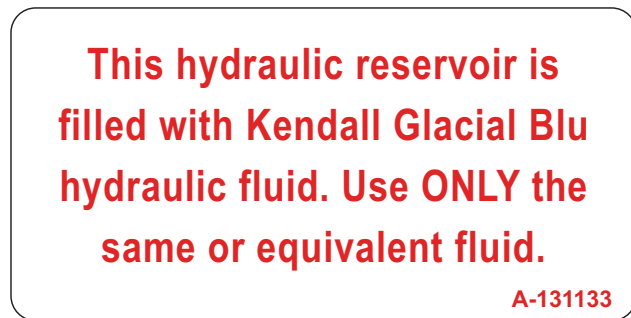 This hydraulic reservoir is
filled with Kendall Glacial Blu
hydraulic fluid. Use ONLY the
same or equivalent fluid.
A-131133